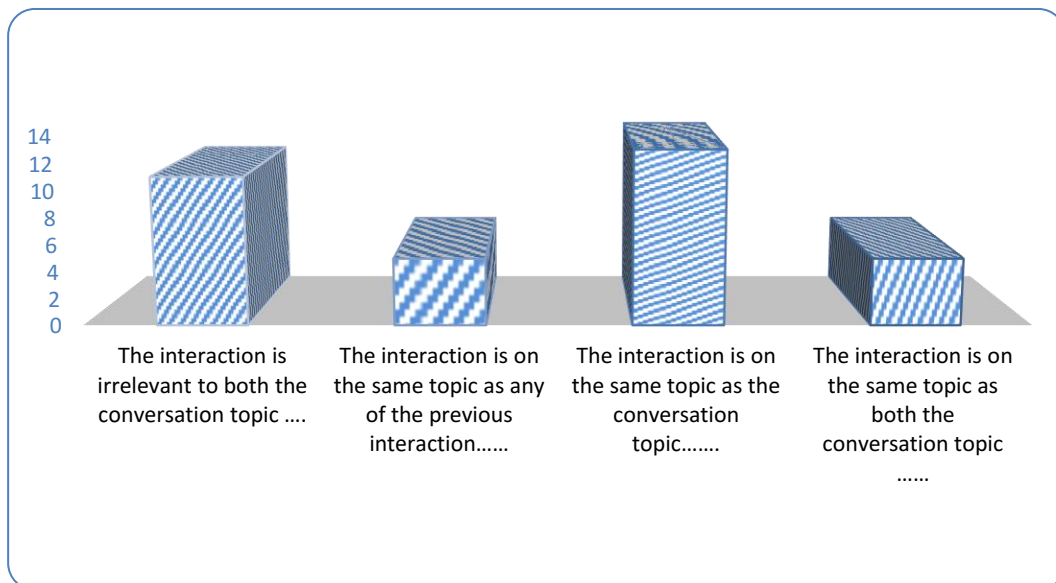 14
12
10
8
6
4
2
0
The interaction is
irrelevant to both the
conversation topic ....
The interaction is on
the same topic as any
of the previous
interaction......
The interaction is on
the same topic as the
conversation
topic.......
The interaction is on
the same topic as
both the
conversation topic
......